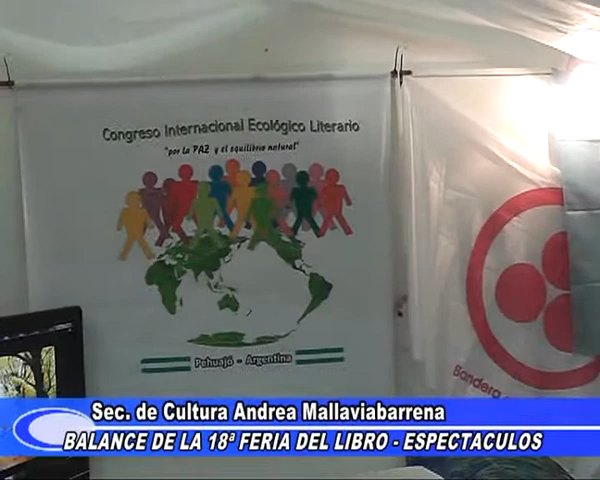 Congreso Internacional Ecológico Literario
"por la PAZ y el equilibrio natural"
Pehuajó - Argentina
Bandera
Sec. de Cultura Andrea Mallaviabarrena
BALANCE DE LA 18ª FERIA DEL LIBRO - ESPECTACULOS